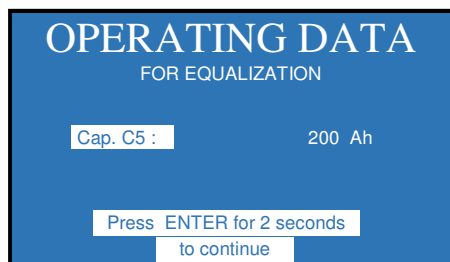 OPERATING DATA
FOR EQUALIZATION
Cap. C5 : 200 Ah
Press ENTER for 2 seconds
to continue